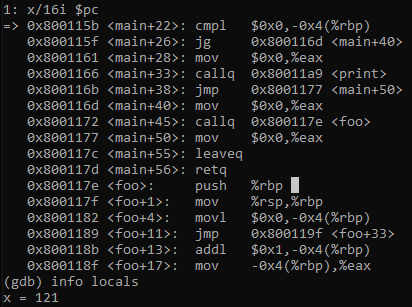 1: x/16i $pc
=> 0x800115b <main+22>: cmpl   $0x0,-0x4(%rbp)
   0x800115f <main+26>: jg     0x800116d <main+40>
   0x8001161 <main+28>: mov    $0x0,%eax
   0x8001166 <main+33>: callq  0x80011a9 <print>
   0x800116b <main+38>: jmp    0x8001177 <main+50>
   0x800116d <main+40>: mov    $0x0,%eax
   0x8001172 <main+45>: callq  0x800117e <foo>
   0x8001177 <main+50>: mov    $0x0,%eax
   0x800117c <main+55>: leaveq
   0x800117d <main+56>: retq
   0x800117e <foo>:     push   %rbp
   0x800117f <foo+1>:   mov    %rsp,%rbp
   0x8001182 <foo+4>:   movl   $0x0,-0x4(%rbp)
   0x8001189 <foo+11>:  jmp    0x800119f <foo+33>
   0x800118b <foo+13>:  addl   $0x1,-0x4(%rbp)
   0x800118f <foo+17>:  mov    -0x4(%rbp),%eax
(gdb) info locals
x = 121